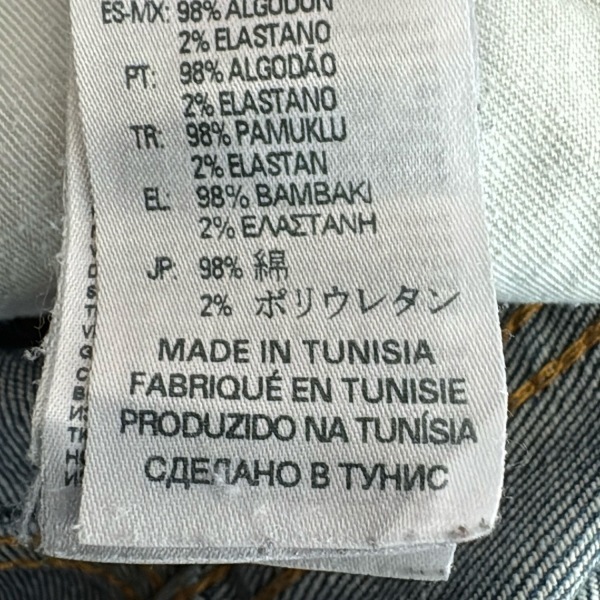 ES-MX: 98% ALGODÓN
2% ELASTANO
PT: 98% ALGODÃO
2% ELASTANO
TR: 98% PAMUKLU
2% ELASTAN
EL: 98% BAMBAKI
2% ΕΛΑΣΤΑΝΗ
JP: 98% 綿
2% ポリウレタン
MADE IN TUNISIA
FABRIQUÉ EN TUNISIE
PRODUZIDO NA TUNÍSIA
СДЕЛАНО В ТУНИС